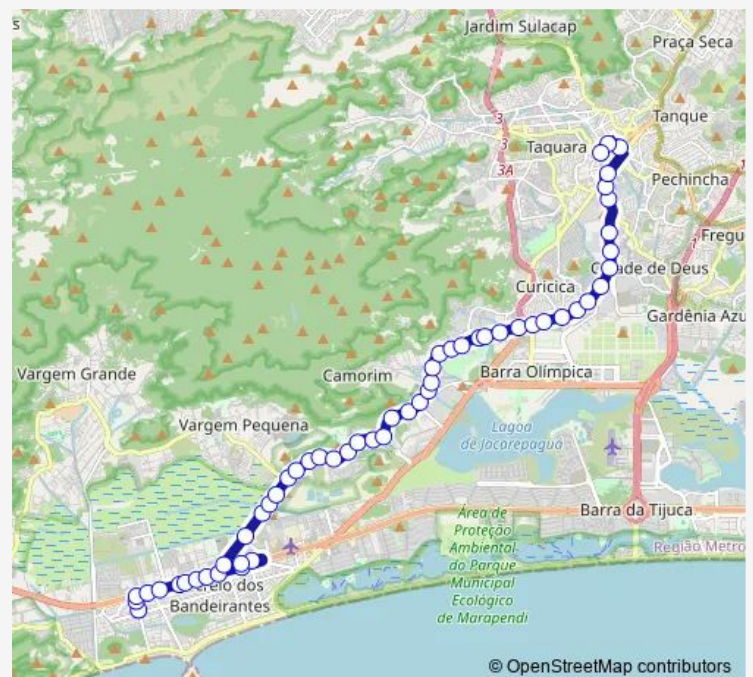 Jardim Sulacap
Praça Seca
3
Tanque
Taquara
3A
Pechincha
1
Cidade de Deus
Curicica
Gardênia Azu
Vargem Grande
Camorim
Barra Olímpica
Vargem Pequena
Lagoa
de Jacarepaguá
Área de
Proteção
Ambiental
do Parque
Municipal
Ecológico
de Marapendi
Barra da Tijuca
Região Metro
dos
Bandeirantes
© OpenStreetMap contributors